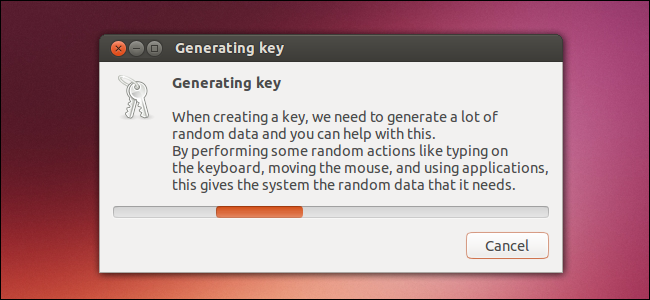 Generating key
Generating key
When creating a key, we need to generate a lot of
random data and you can help with this.
By performing some random actions like typing on
the keyboard, moving the mouse, and using applications,
this gives the system the random data that it needs.
Cancel